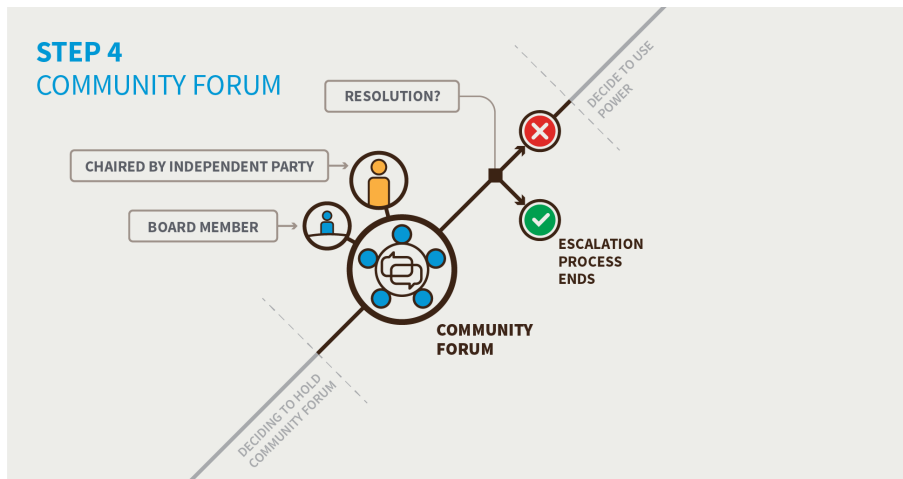 STEP 4
COMMUNITY FORUM
RESOLUTION?
DECIDE TO USE
POWER
CHAIRED BY INDEPENDENT PARTY
BOARD MEMBER
ESCALATION
PROCESS
ENDS
COMMUNITY
FORUM
DECIDING TO HOLD
COMMUNITY FORUM